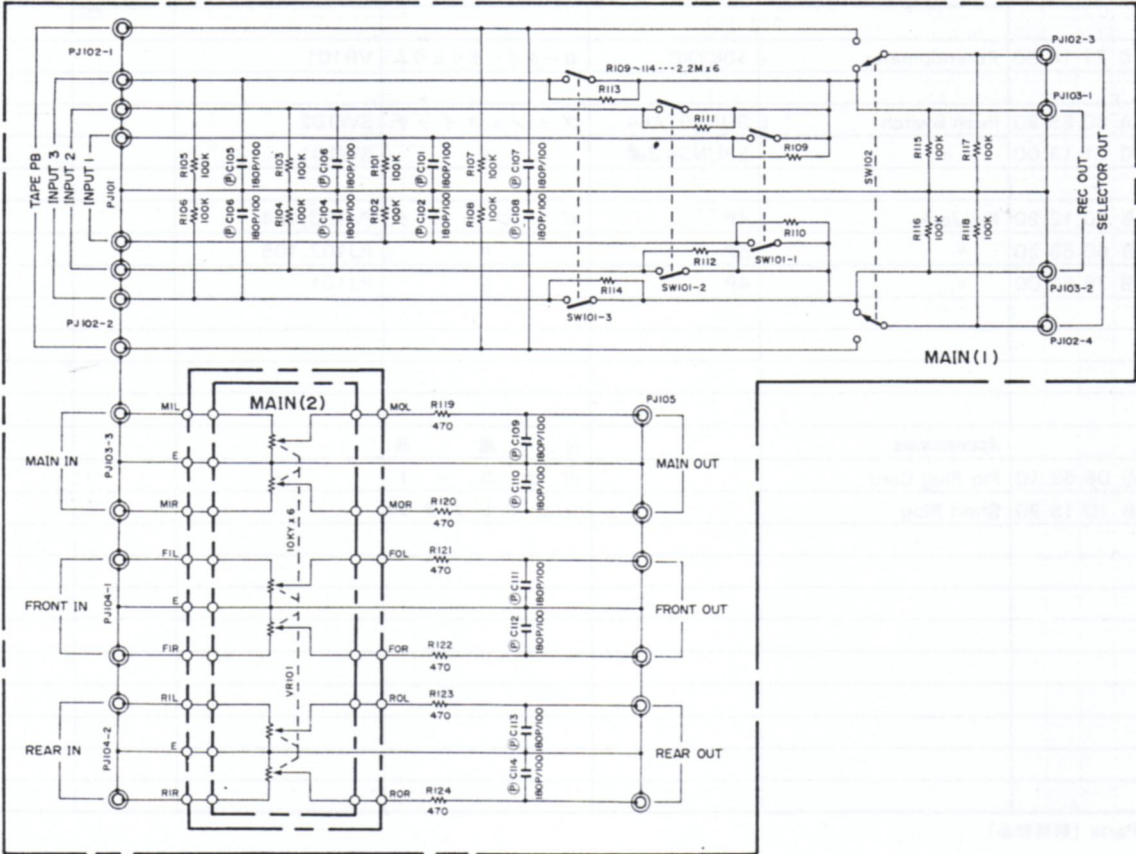 PJ102-1
TAPE PB
INPUT 3
INPUT 2
INPUT 1
PJ101
PJ102-2
R105
100K
R106
100K
Ⓟ C105
180P/100
Ⓟ C106
180P/100
R103
100K
R104
100K
Ⓟ C106
180P/100
Ⓟ C104
180P/100
R101
100K
R102
100K
Ⓟ C101
180P/100
Ⓟ C102
180P/100
R107
100K
R108
100K
Ⓟ C107
180P/100
Ⓟ C108
180P/100
R109~114---2.2M x 6
R113
R111
R109
R110
SW101-1
R112
SW101-2
R114
SW101-3
SW102
R115
100K
R117
100K
R116
100K
R118
100K
PJ102-3
PJ103-1
REC OUT
SELECTOR OUT
PJ103-2
PJ102-4
MAIN (1)
MAIN (2)
MAIN IN
PJ103-3
MIL
E
MIR
MOL
R119
470
MOR
R120
470
Ⓟ C109
180P/100
Ⓟ C110
180P/100
PJ105
MAIN OUT
10KY x 6
FRONT IN
PJ104-1
FIL
E
FIR
FOL
R121
470
FOR
R122
470
Ⓟ C111
180P/100
Ⓟ C112
180P/100
FRONT OUT
VR101
REAR IN
PJ104-2
RIL
E
RIR
ROL
R123
470
ROR
R124
470
Ⓟ C113
180P/100
Ⓟ C114
180P/100
REAR OUT